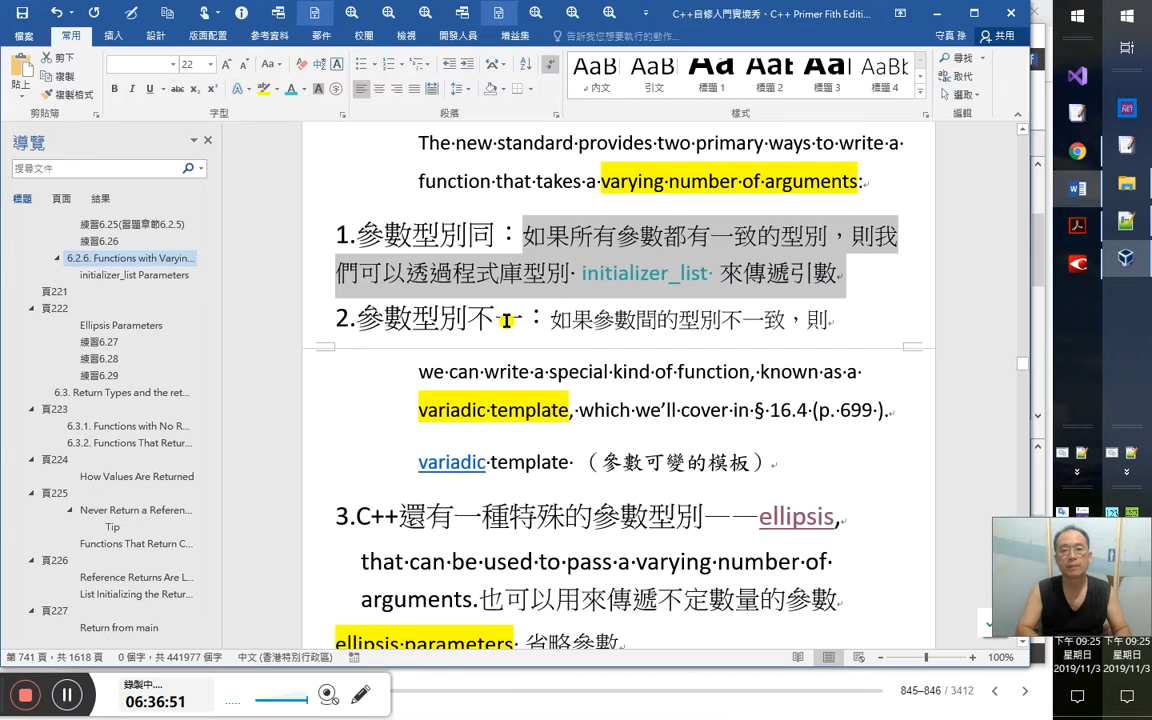 C++自修入門實境秀、C++ Primer Fith Editi...
檔案
常用
插入
設計
版面配置
參考資料
郵件
校閱
檢視
開發人員
增益集
告訴我您想要執行的動作...
守真 孫
共用
貼上
剪下
複製
複製格式
剪貼簿
22
字型
AaB
內文
AaB
內文
Aa
標題 1
AaB
標題 2
AaB
標題 3
AaBb
標題 4
樣式
尋找
取代
選取
編輯
導覽
搜尋文件
標題
頁面
結果
練習6.25(習題章節6.2.5)
練習6.26
6.2.6. Functions with Varyin...
initializer_list Parameters
頁221
頁222
Ellipsis Parameters
練習6.27
練習6.28
練習6.29
6.3. Return Types and the ret...
頁223
6.3.1. Functions with No R...
6.3.2. Functions That Retur...
頁224
How Values Are Returned
頁225
Never Return a Referen...
Tip
Functions That Return C...
頁226
Reference Returns Are L...
List Initializing the Retur...
頁227
Return from main
The new standard provides two primary ways to write a
function that takes a varying number of arguments:
1.參數型別同：如果所有參數都有一致的型別，則我
們可以透過程式庫型別 initializer_list 來傳遞引數
2.參數型別不一：如果參數間的型別不一致，則
we can write a special kind of function, known as a
variadic template, which we’ll cover in § 16.4 (p. 699 ).
variadic template （參數可變的模板）
3.C++還有一種特殊的參數型別——ellipsis,
that can be used to pass a varying number of
arguments.也可以用來傳遞不定數量的參數
ellipsis parameters 省略參數
第 741 頁，共 1618 頁
0 個字，共 441977 個字
中文 (香港特別行政區)
100%
錄製中...
06:36:51
845–846 / 3412
下午 09:25
星期日
2019/11/3
下午 09:25
星期日
2019/11/3